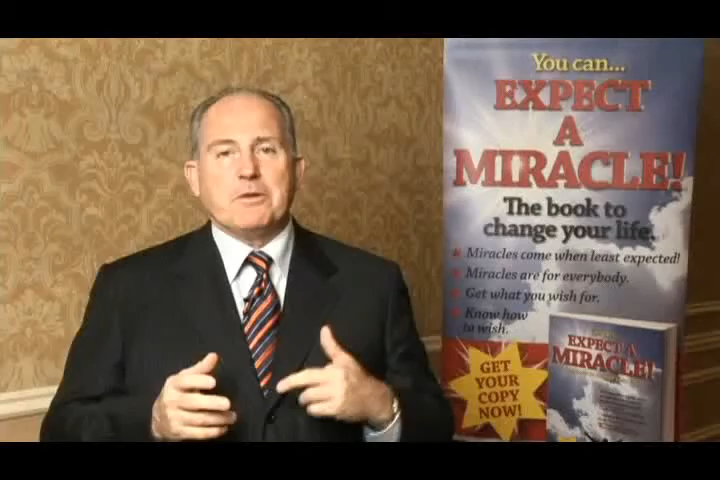 You can...
EXPECT
A
MIRACLE!
The book to
change your life.
Miracles come when least expected!
Miracles are for everybody.
Get what you wish for.
Know how
to wish.
GET
YOUR
COPY
NOW!
EXPECT A
MIRACLE!